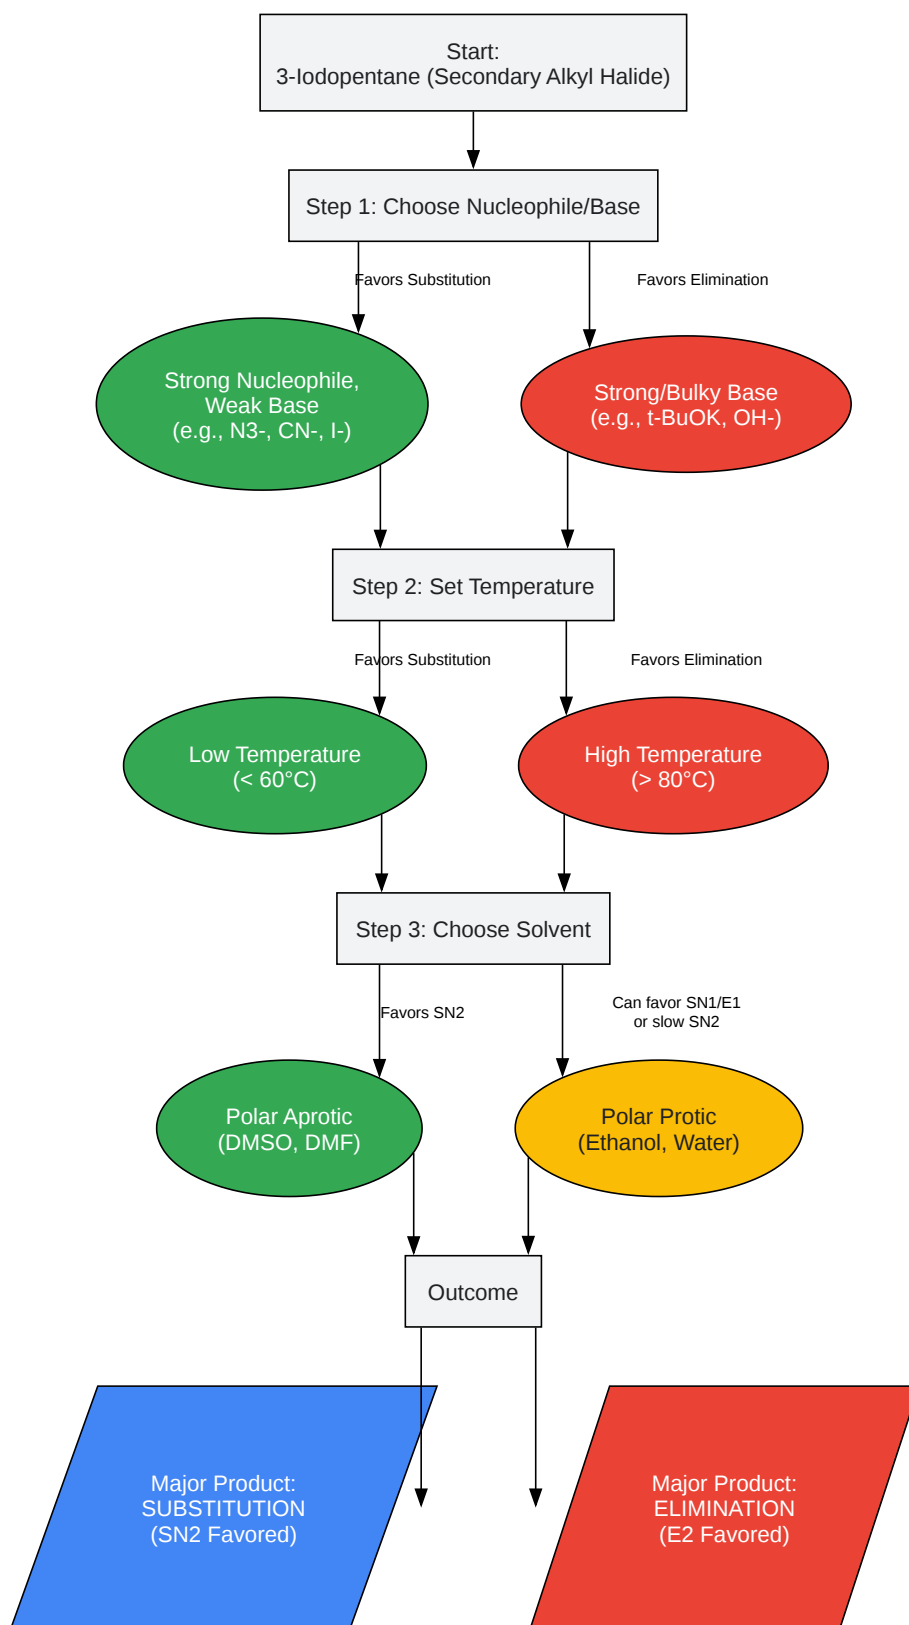 Start:
3-Iodopentane (Secondary Alkyl Halide)
Step 1: Choose Nucleophile/Base
Favors Substitution
Favors Elimination
Strong Nucleophile,
Weak Base
(e.g., N3-, CN-, I-)
Strong/Bulky Base
(e.g., t-BuOK, OH-)
Step 2: Set Temperature
Favors Substitution
Favors Elimination
Low Temperature
(< 60°C)
High Temperature
(> 80°C)
Step 3: Choose Solvent
Favors SN2
Can favor SN1/E1
or slow SN2
Polar Aprotic
(DMSO, DMF)
Polar Protic
(Ethanol, Water)
Outcome
Major Product:
SUBSTITUTION
(SN2 Favored)
Major Product:
ELIMINATION
(E2 Favored)